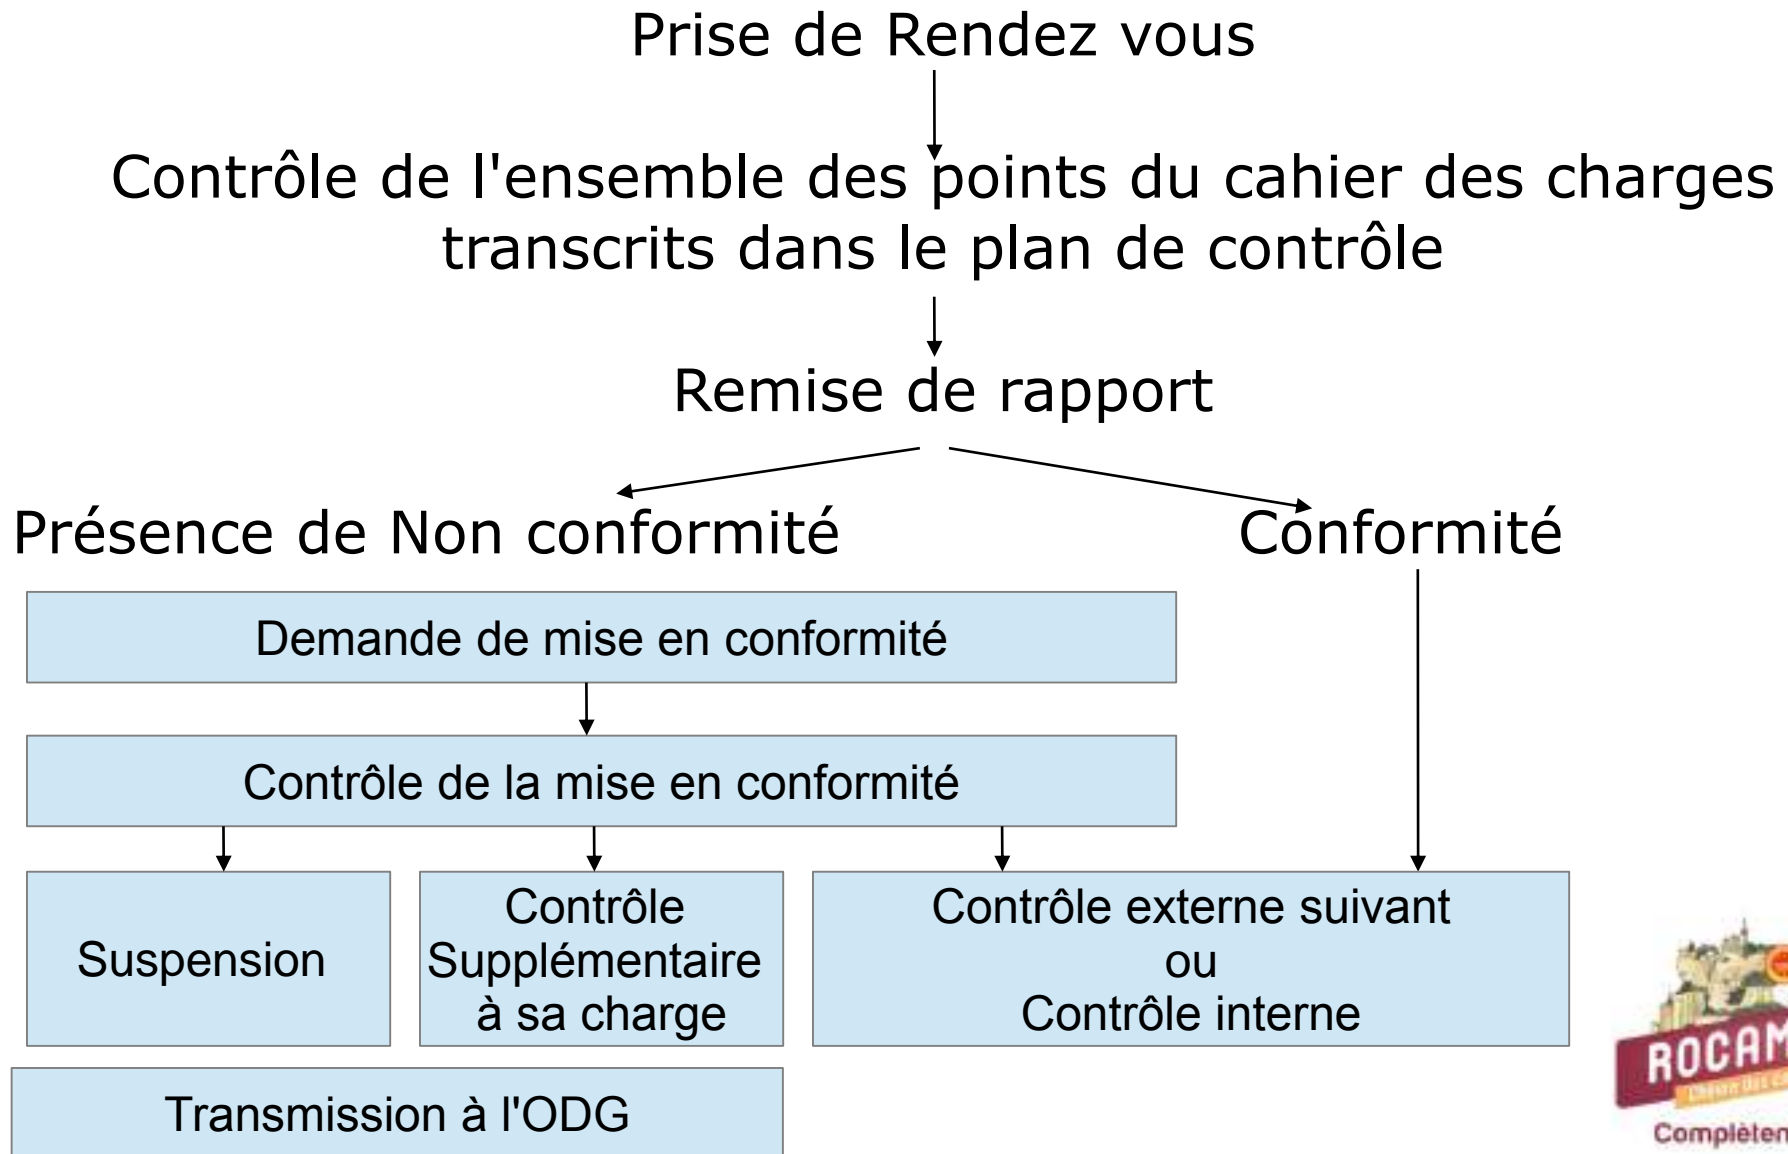 Prise de Rendez vous
Contrôle de l'ensemble des points du cahier des charges
transcrits dans le plan de contrôle
Remise de rapport
Présence de Non conformité
Conformité
Demande de mise en conformité
Contrôle de la mise en conformité
Suspension
Contrôle
Supplémentaire
à sa charge
Contrôle externe suivant
ou
Contrôle interne
Transmission à l'ODG
ROCAM